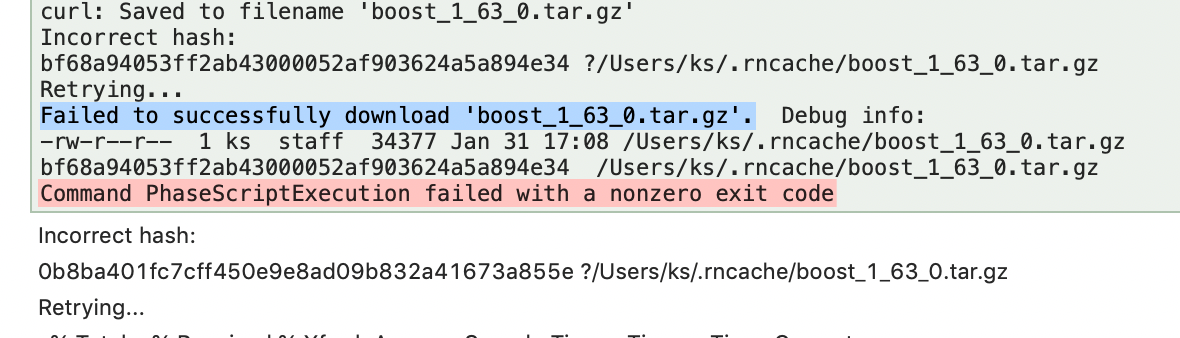 curl: Saved to filename 'boost_1_63_0.tar.gz'
Incorrect hash:
bf68a94053ff2ab43000052af903624a5a894e34 ?/Users/ks/.rncache/boost_1_63_0.tar.gz
Retrying...
Failed to successfully download 'boost_1_63_0.tar.gz'.  Debug info:
-rw-r--r--  1 ks  staff  34377 Jan 31 17:08 /Users/ks/.rncache/boost_1_63_0.tar.gz
bf68a94053ff2ab43000052af903624a5a894e34  /Users/ks/.rncache/boost_1_63_0.tar.gz
Command PhaseScriptExecution failed with a nonzero exit code
Incorrect hash:
0b8ba401fc7cff450e9e8ad09b832a41673a855e ?/Users/ks/.rncache/boost_1_63_0.tar.gz
Retrying...